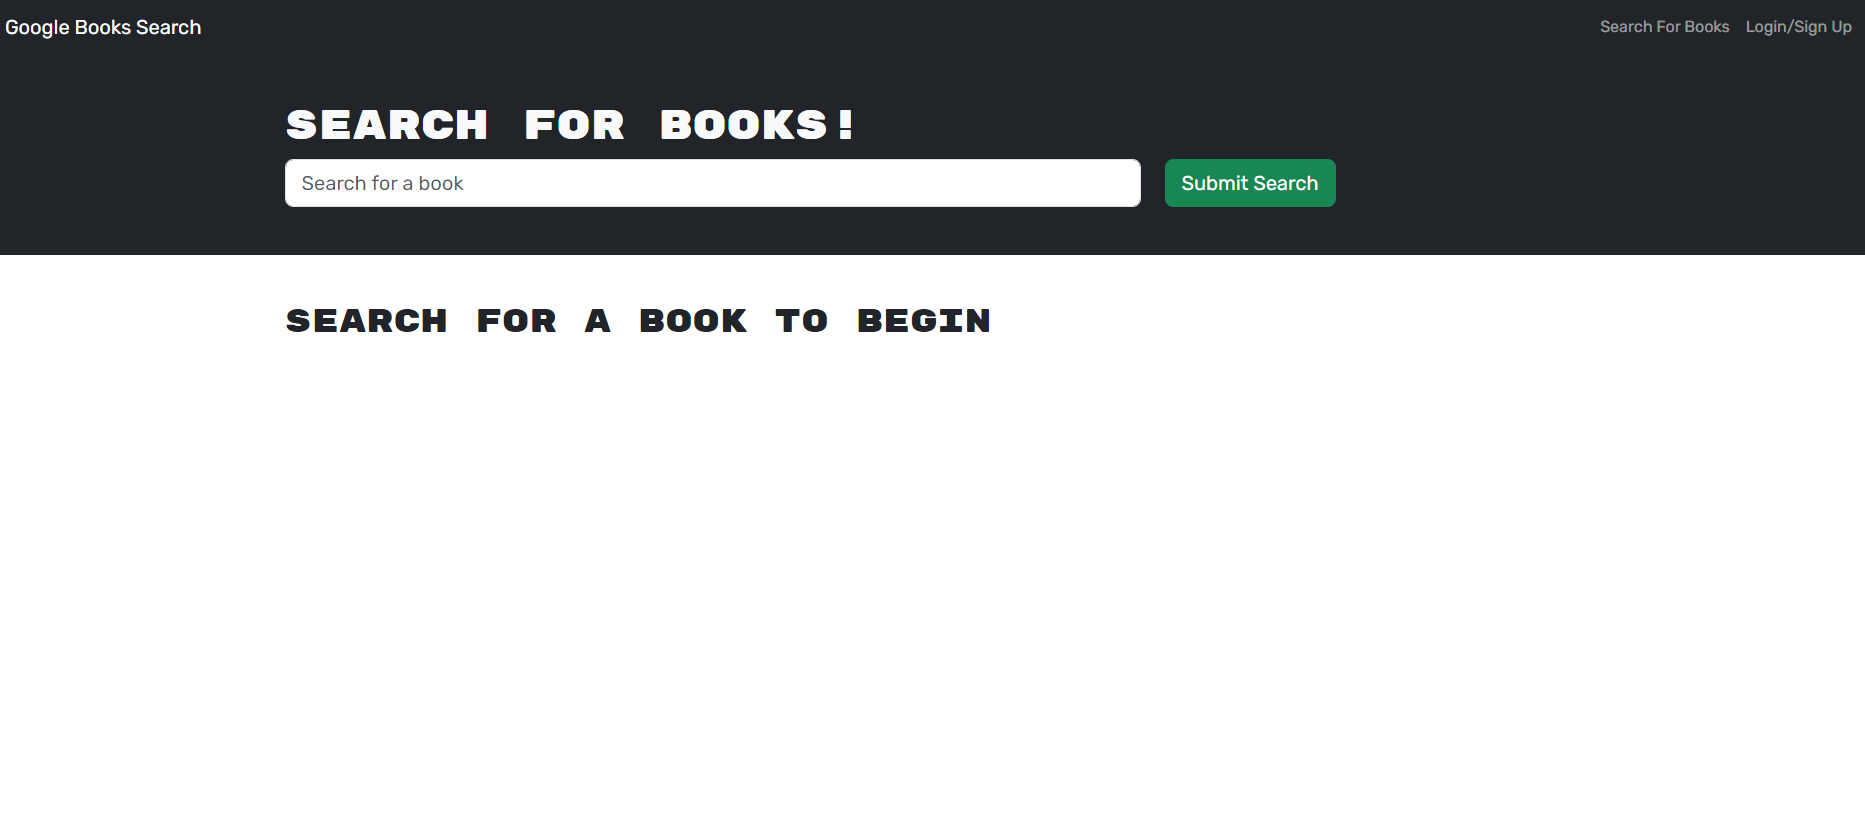 Google Books Search
Search For Books
Login/Sign Up
SEARCH FOR BOOKS!
Search for a book
Submit Search
SEARCH FOR A BOOK TO BEGIN